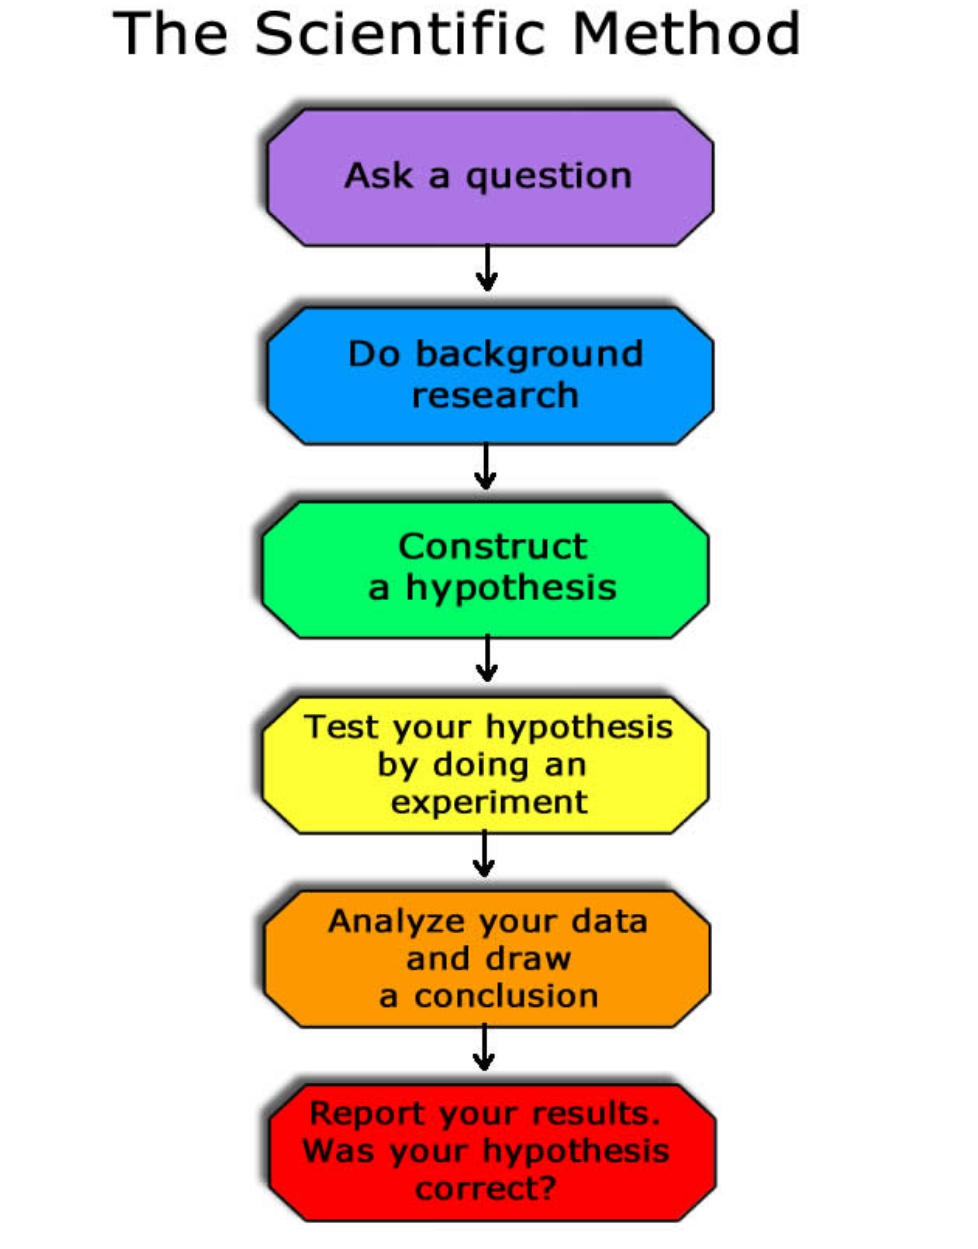 The Scientific Method
Ask a question
Do background
research
Construct
a hypothesis
Test your hypothesis
by doing an
experiment
Analyze your data
and draw
a conclusion
Report your results.
Was your hypothesis
correct?